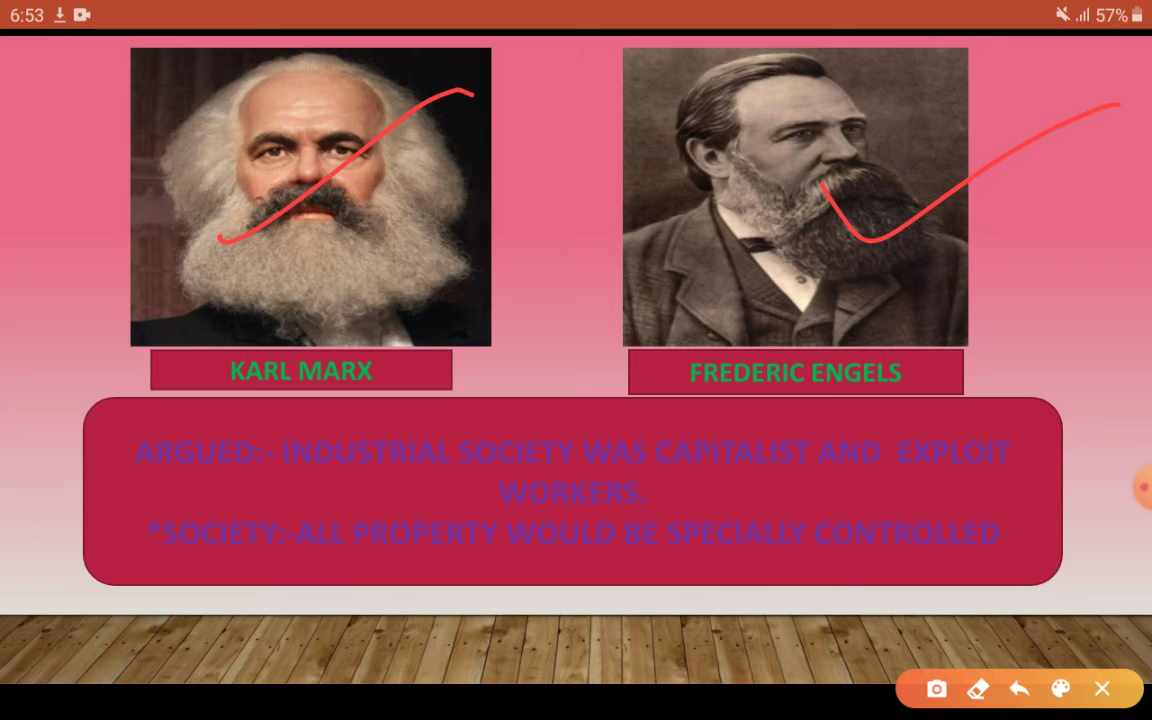 6:53
57%
KARL MARX
FREDERIC ENGELS
ARGUED:- INDUSTRIAL SOCIETY WAS CAPITALIST AND EXPLOIT
WORKERS.
*SOCIETY:-ALL PROPERTY WOULD BE SPECIALLY CONTROLLED